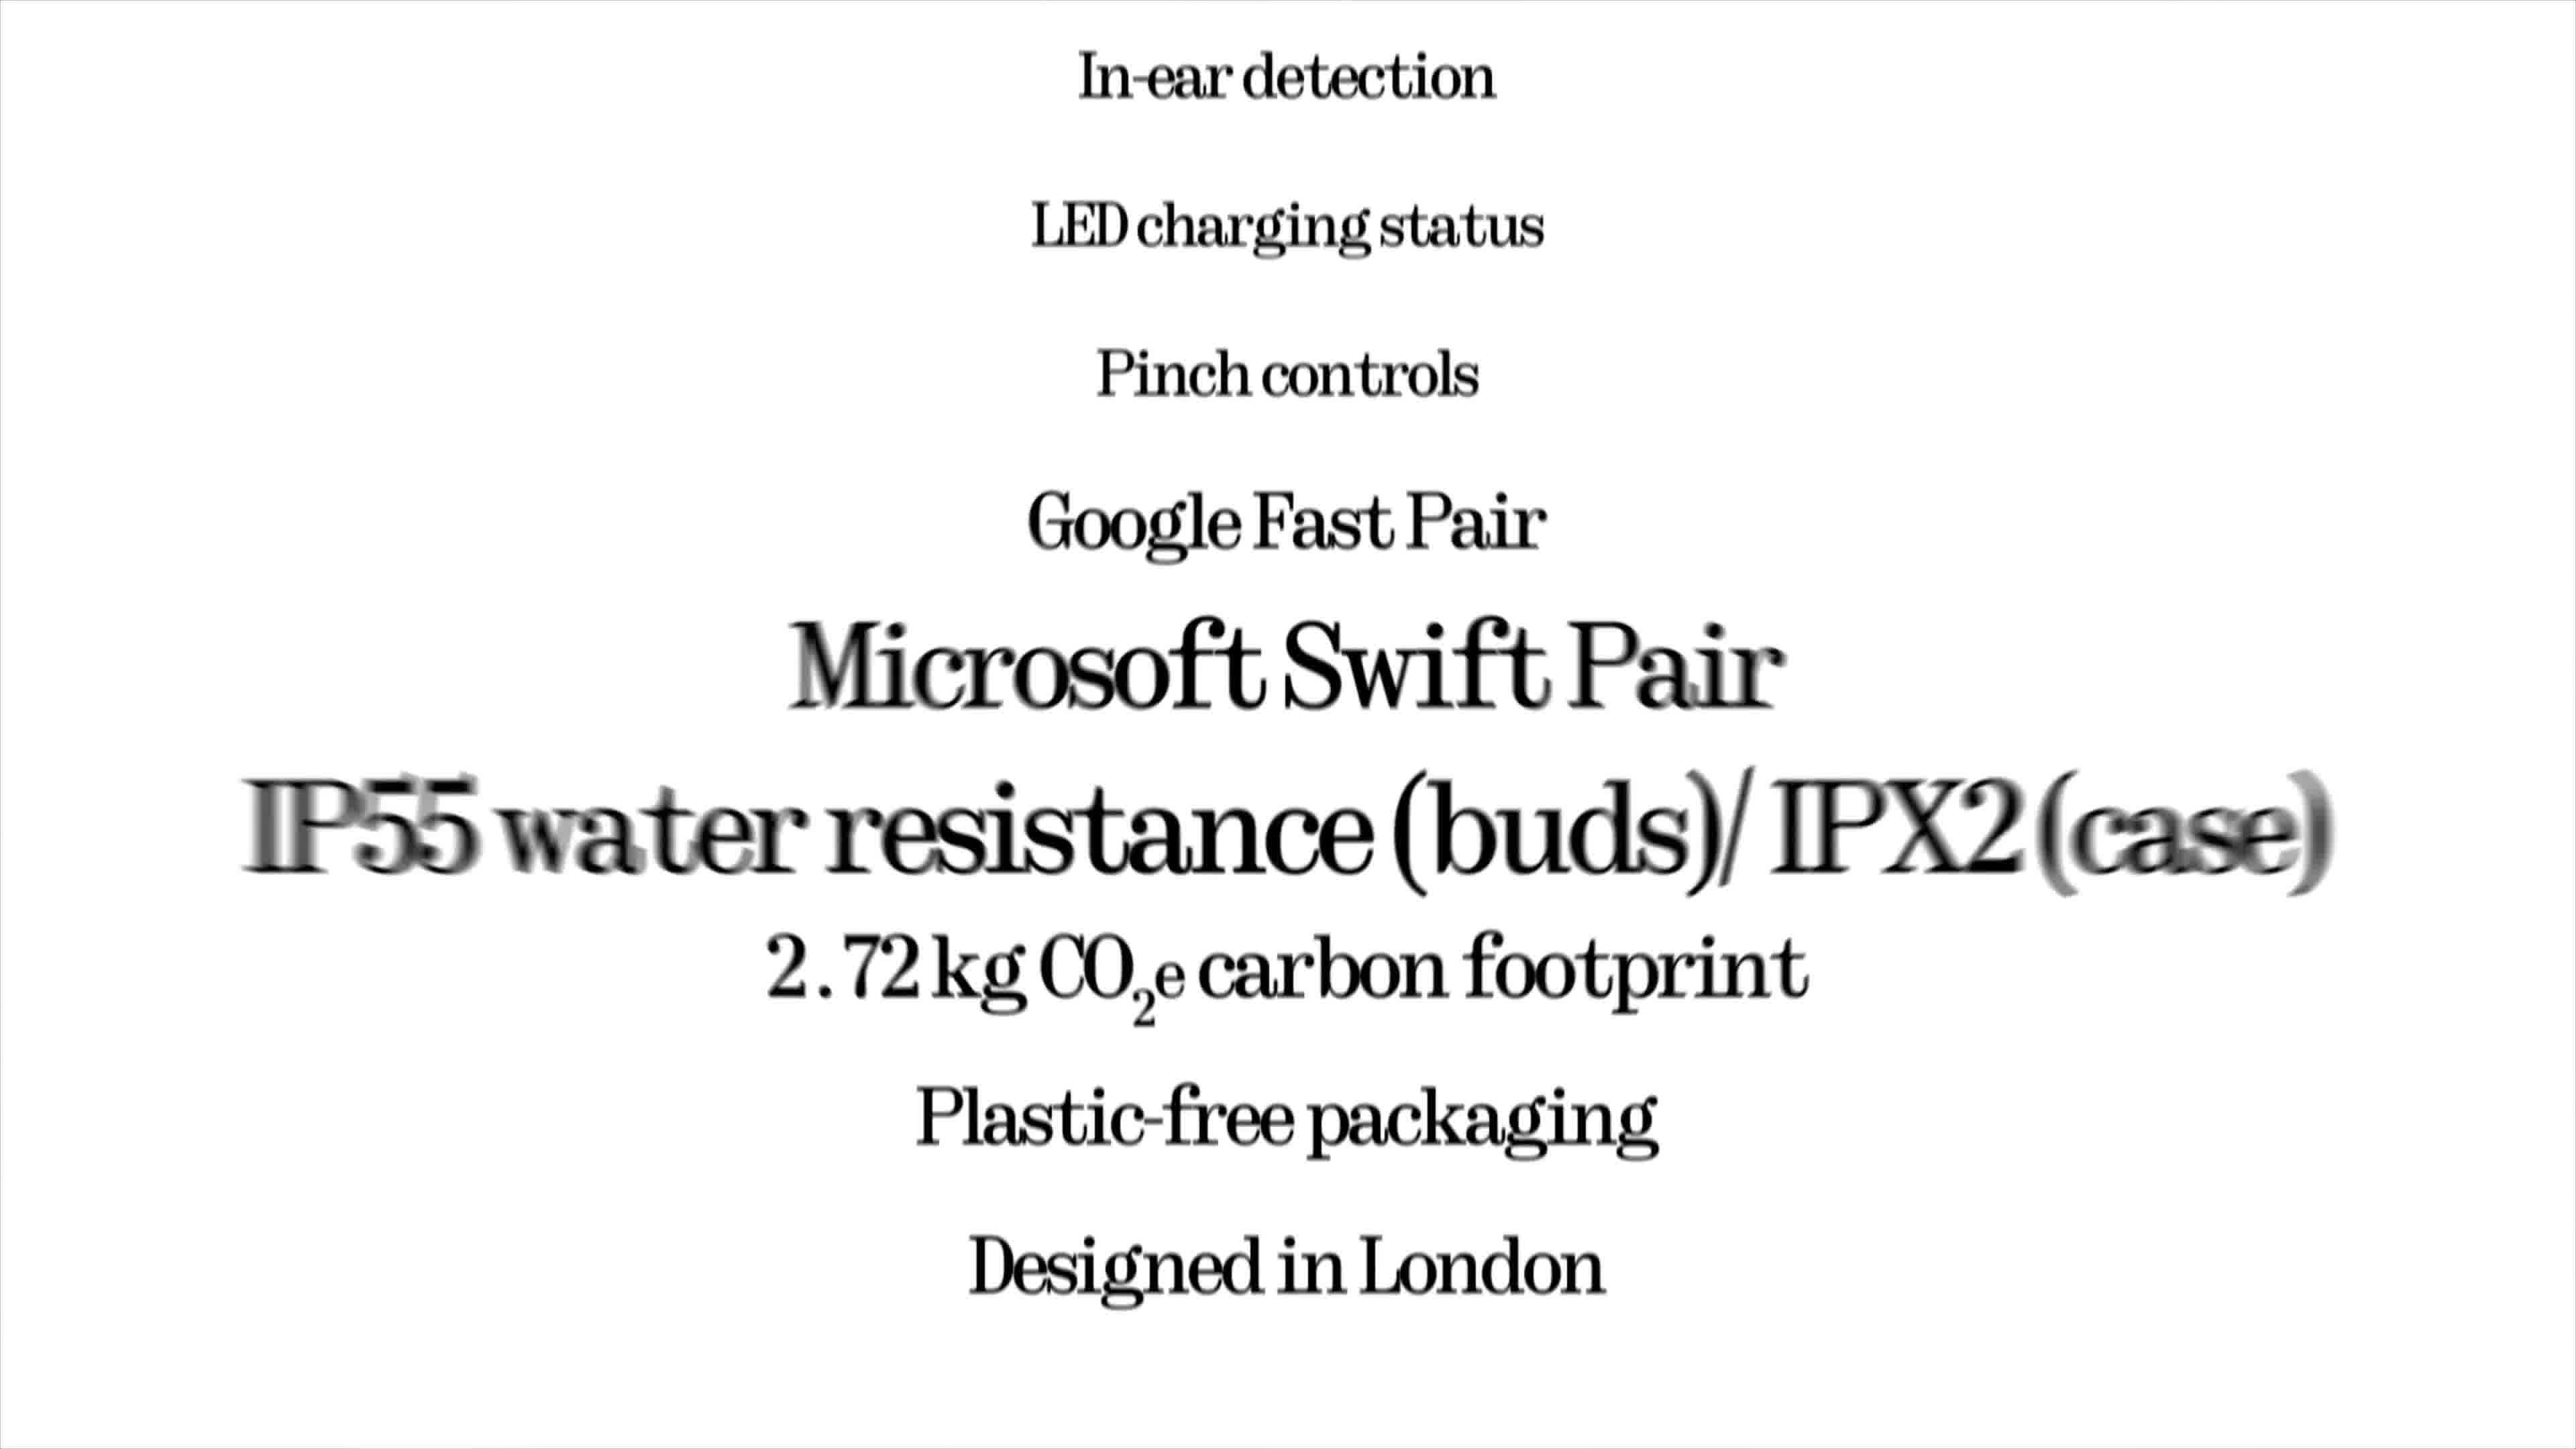 In-ear detection
LED charging status
Pinch controls
Google Fast Pair
Microsoft Swift Pair
IP55 water resistance (buds)/ IPX2 (case)
2.72 kg CO₂e carbon footprint
Plastic-free packaging
Designed in London